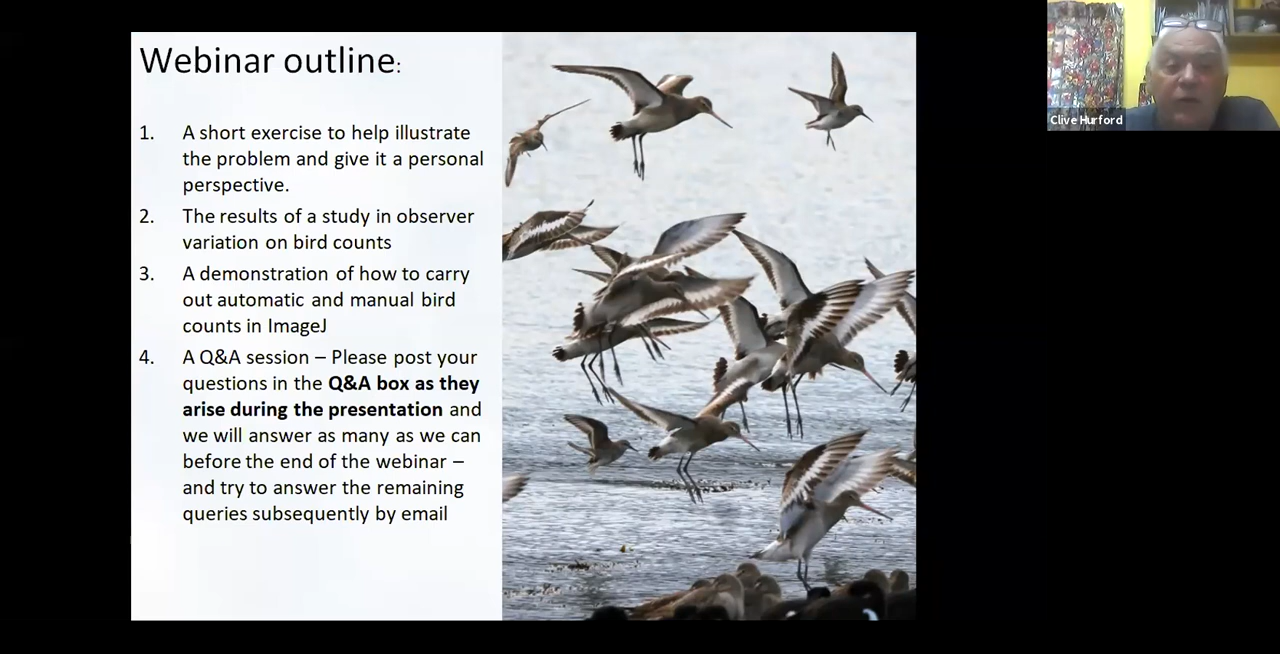 Webinar outline:
1. A short exercise to help illustrate
the problem and give it a personal
perspective.
2. The results of a study in observer
variation on bird counts
3. A demonstration of how to carry
out automatic and manual bird
counts in ImageJ
4. A Q&A session – Please post your
questions in the Q&A box as they
arise during the presentation and
we will answer as many as we can
before the end of the webinar –
and try to answer the remaining
queries subsequently by email
Clive Hurford